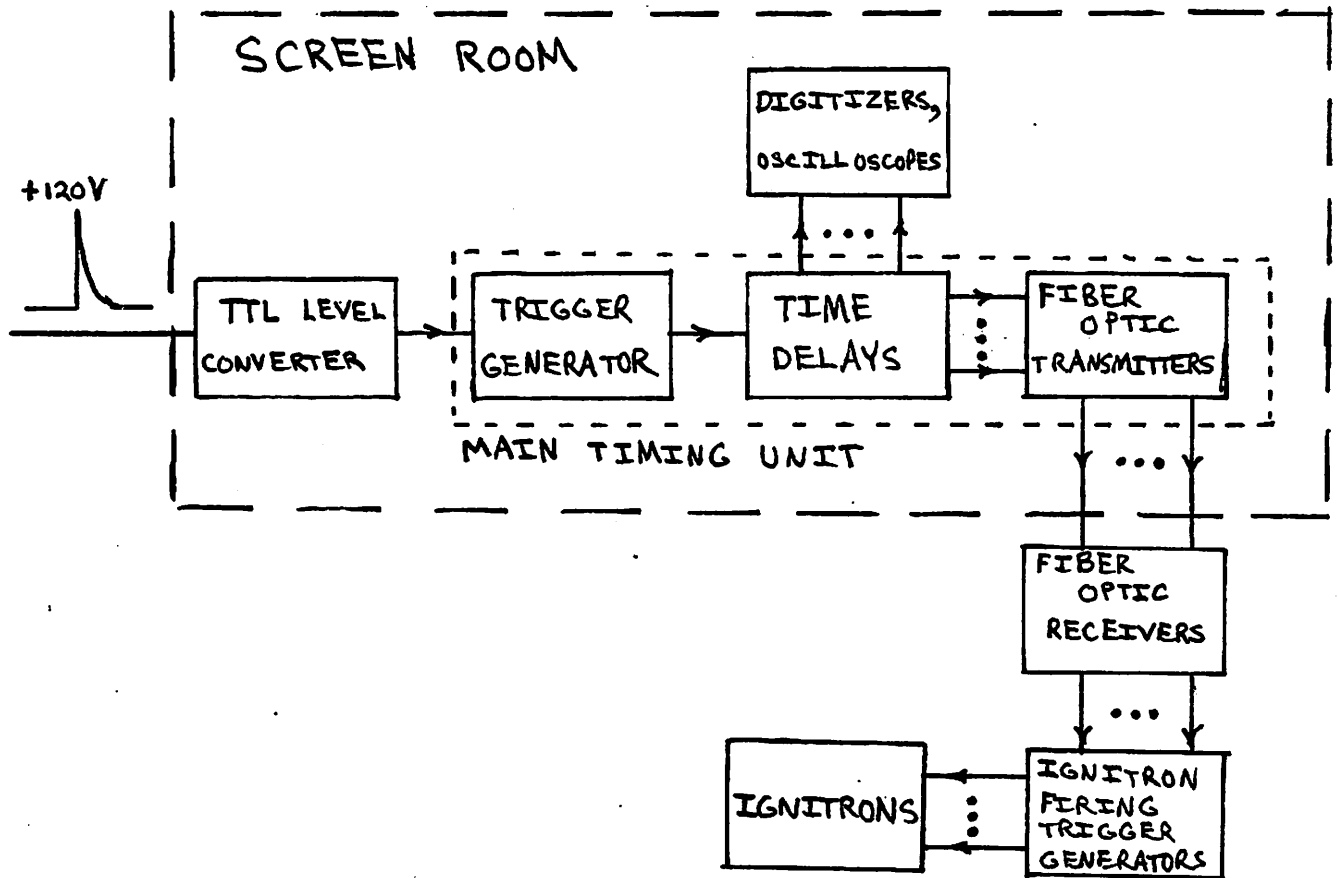 SCREEN ROOM
DIGITIZERS,
OSCILLOSCOPES
+120V
TTL LEVEL
CONVERTER
TRIGGER
GENERATOR
TIME
DELAYS
FIBER
OPTIC
TRANSMITTERS
MAIN TIMING UNIT
FIBER
OPTIC
RECEIVERS
IGNITRONS
IGNITRON
FIRING
TRIGGER
GENERATORS